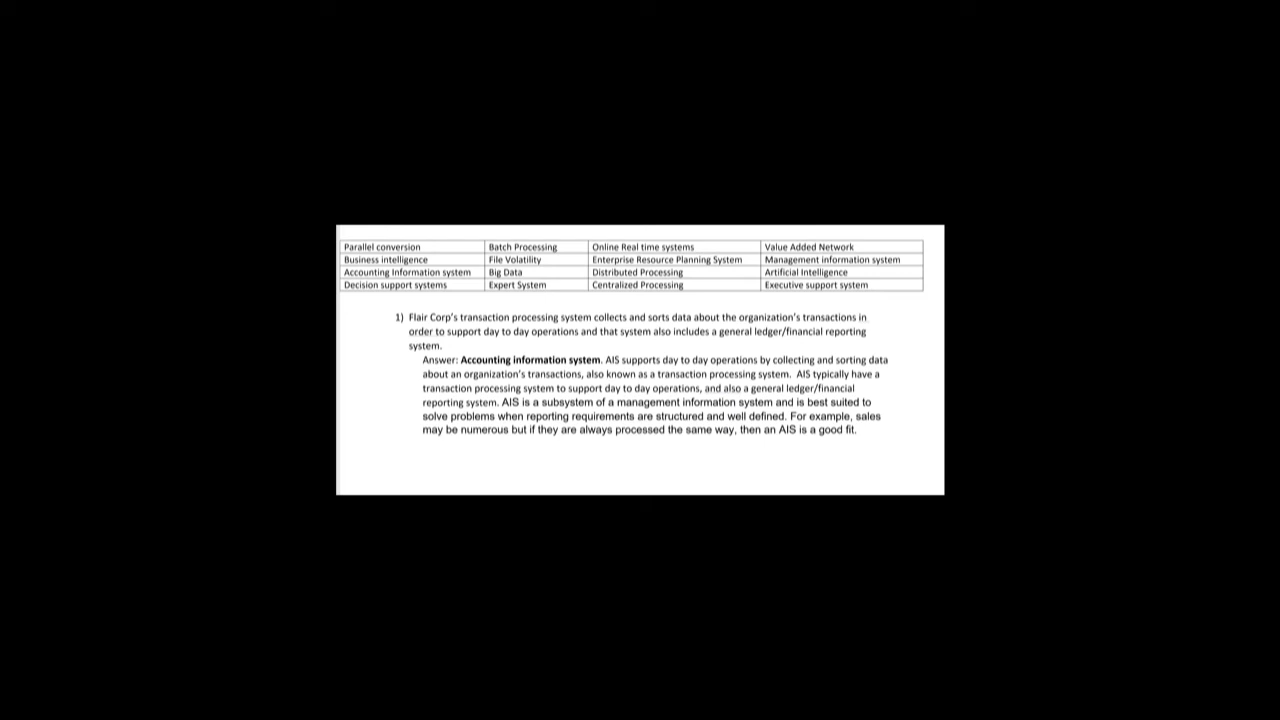 Parallel conversion Batch Processing Online Real time systems Value Added Network
Business intelligence File Volatility Enterprise Resource Planning System Management information system
Accounting Information system Big Data Distributed Processing Artificial Intelligence
Decision support systems Expert System Centralized Processing Executive support system
1) Flair Corp's transaction processing system collects and sorts data about the organization's transactions in
order to support day to day operations and that system also includes a general ledger/financial reporting
system.
Answer: Accounting information system. AIS supports day to day operations by collecting and sorting data
about an organization's transactions, also known as a transaction processing system. AIS typically have a
transaction processing system to support day to day operations, and also a general ledger/financial
reporting system. AIS is a subsystem of a management information system and is best suited to
solve problems when reporting requirements are structured and well defined. For example, sales
may be numerous but if they are always processed the same way, then an AIS is a good fit.